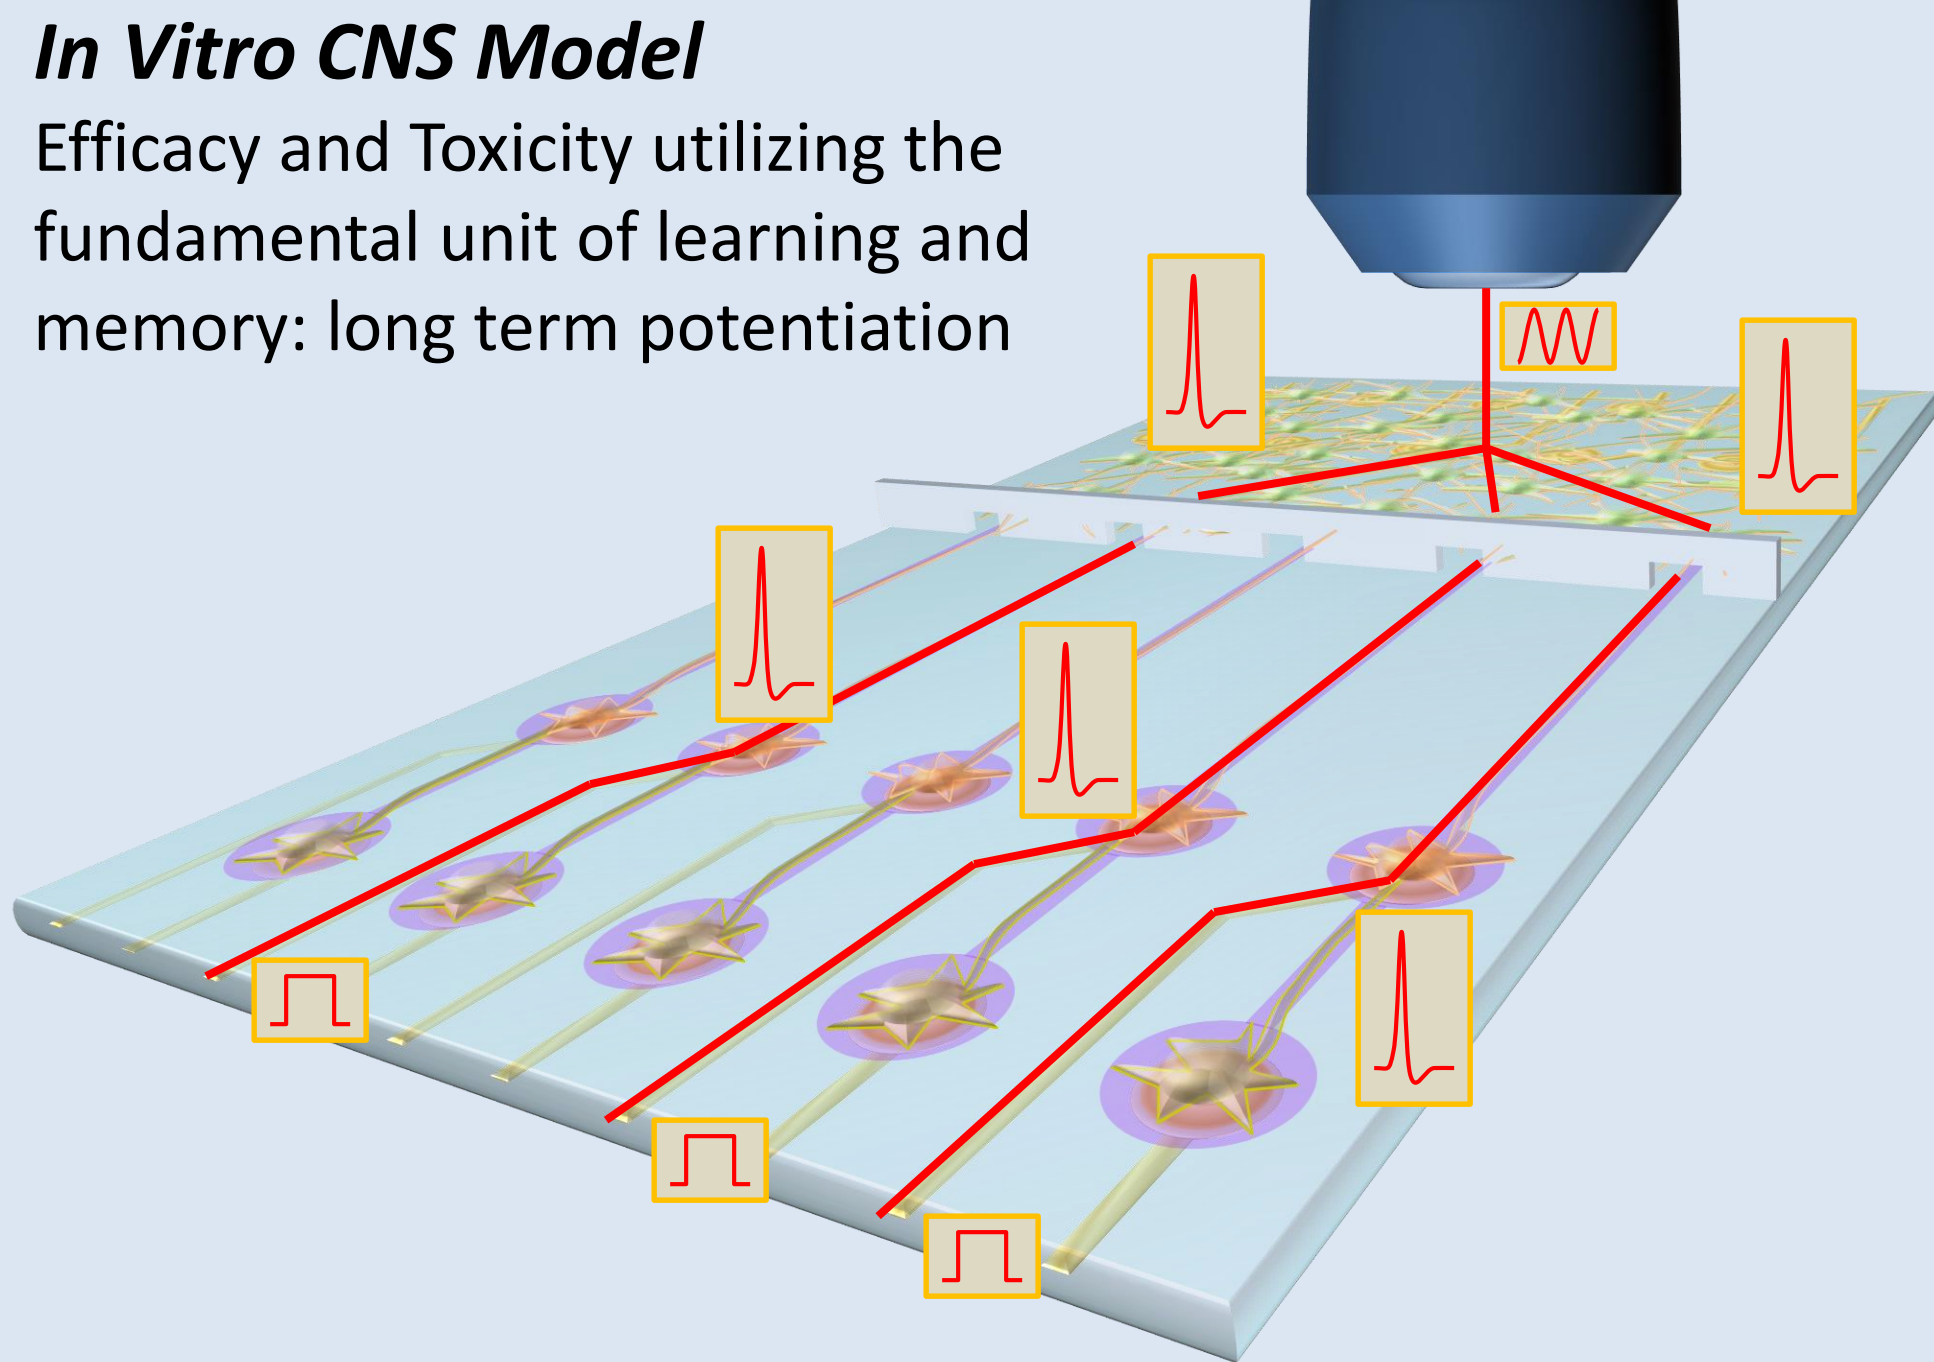 In Vitro CNS Model
Efficacy and Toxicity utilizing the
fundamental unit of learning and
memory: long term potentiation